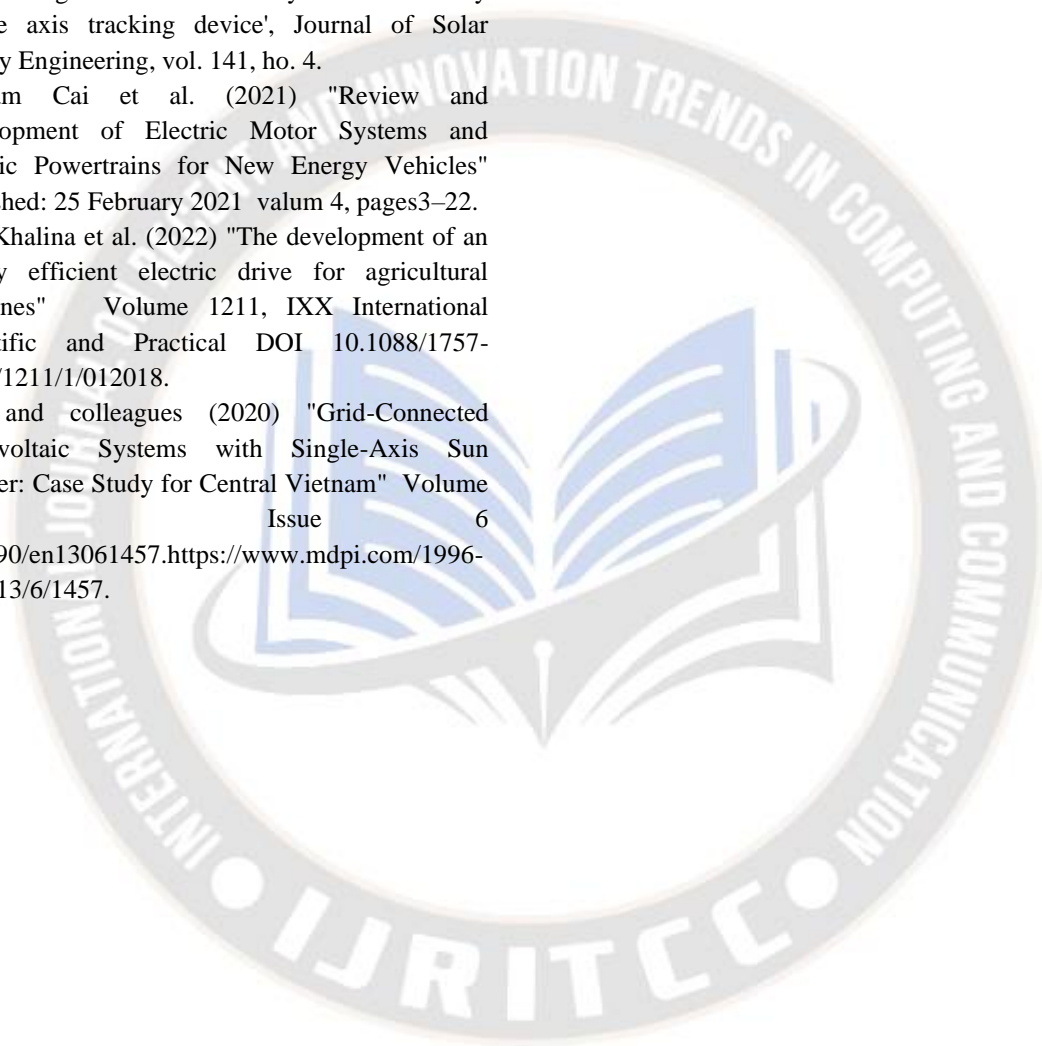 e axis tracking device', Journal of Solar
y Engineering, vol. 141, ho. 4.
am Cai et al. (2021) "Review and
lopment of Electric Motor Systems and
ic Powertrains for New Energy Vehicles"
shed: 25 February 2021 valum 4, pages3–22.
Khalina et al. (2022) "The development of an
y efficient electric drive for agricultural
nes" Volume 1211, IXX International
tific and Practical DOI 10.1088/1757-
/1211/1/012018.
and colleagues (2020) "Grid-Connected
voltaic Systems with Single-Axis Sun
er: Case Study for Central Vietnam" Volume
Issue 6
90/en13061457.https://www.mdpi.com/1996-
13/6/1457.
INTERNATIONAL JOURNAL ON RECENT AND INNOVATION TRENDS IN COMPUTING AND COMMUNICATION
IJRITCC